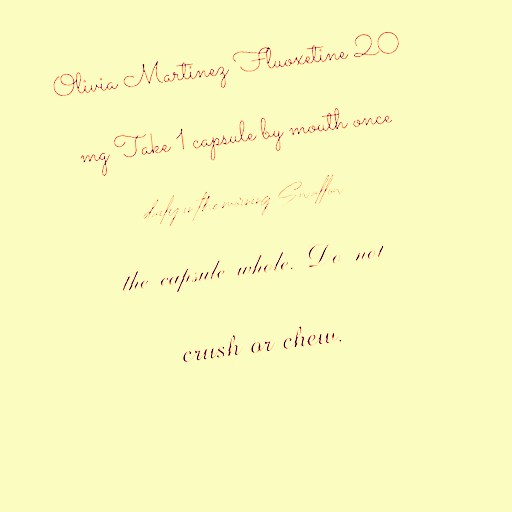 Olivia Martinez Fluoxetine 20
mg Take 1 capsule by mouth once
daily in the morning
the capsule whole. Do not
crush or chew.